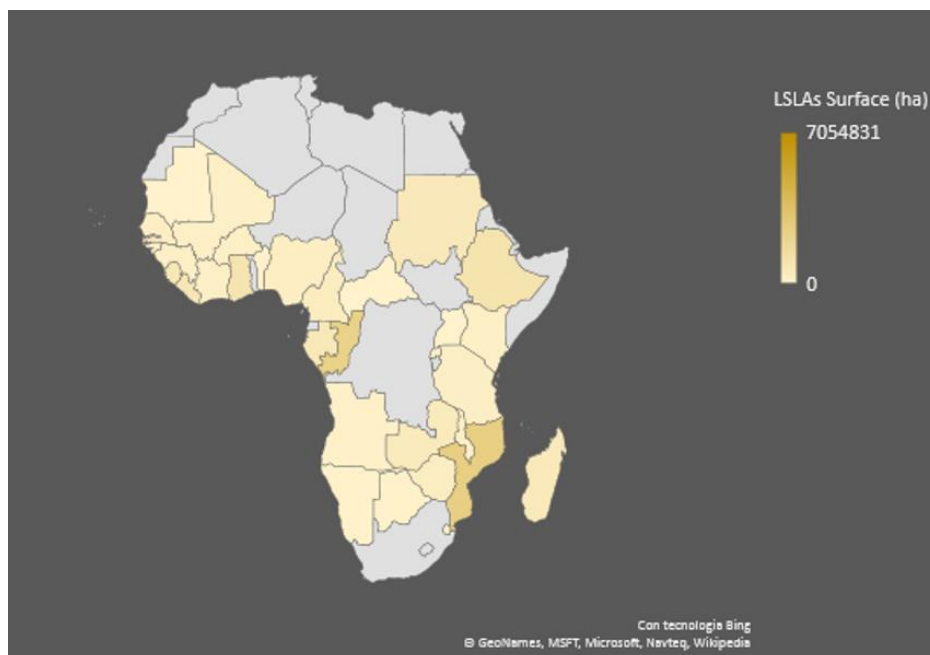 LSLAs Surface (ha)
7054831
0
Con tecnologia Bing
© GeoNames, MSFT, Microsoft, Navteq, Wikipedia